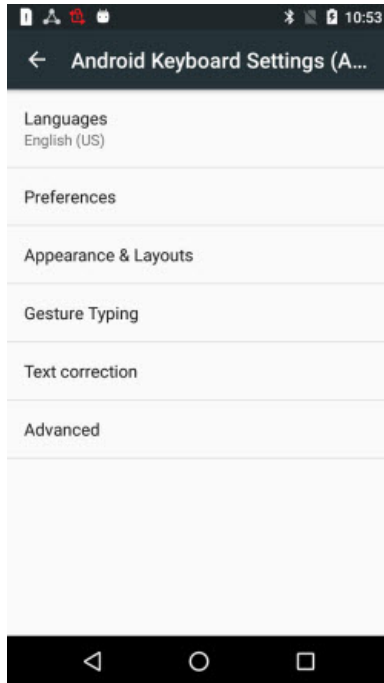 10:53
Android Keyboard Settings (A...
Languages
English (US)
Preferences
Appearance & Layouts
Gesture Typing
Text correction
Advanced